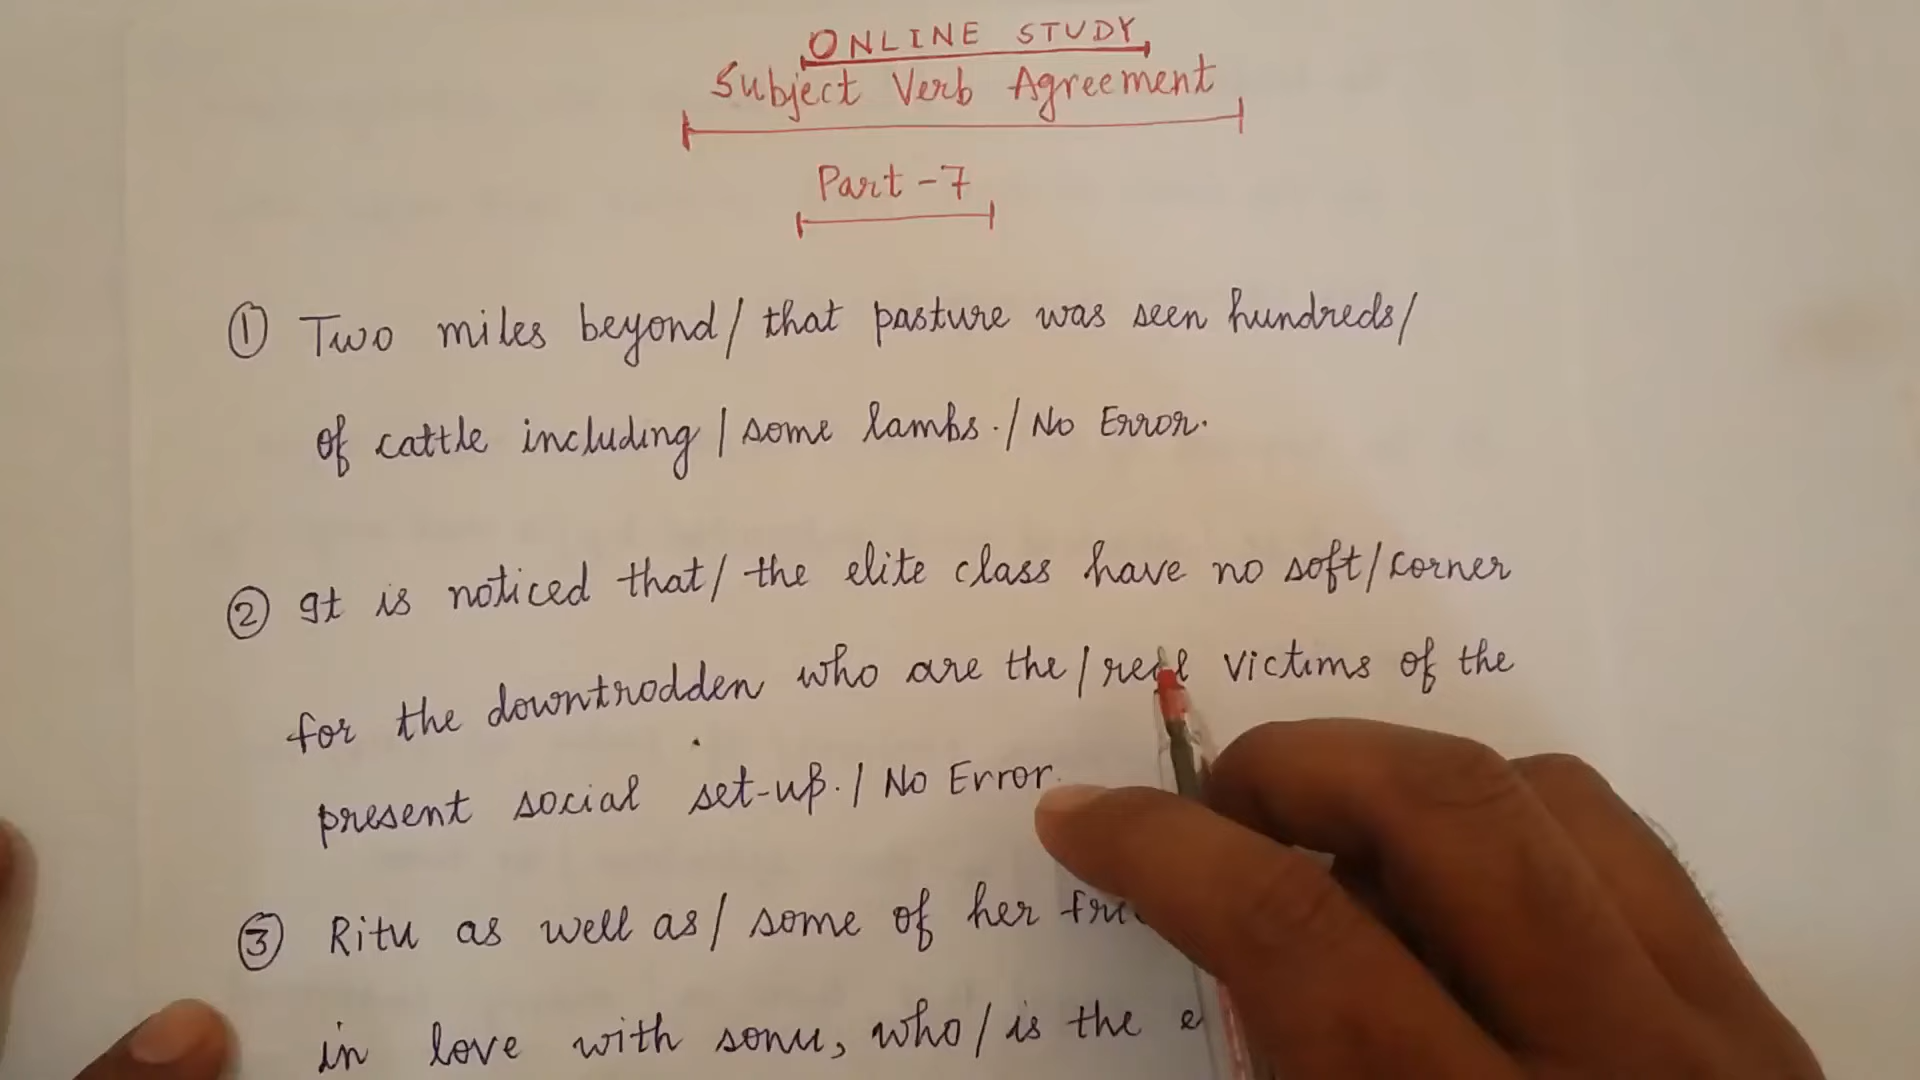 ONLINE STUDY
Subject Verb Agreement
Part-7
① Two miles beyond/ that pasture was seen hundreds/
of cattle including/ some lambs./ No Error.
② It is noticed that/ the elite class have no soft/corner
for the downtrodden who are the/ real victims of the
present social set-up./ No Error.
③ Ritu as well as/ some of her
in love with sonu, who/ is the